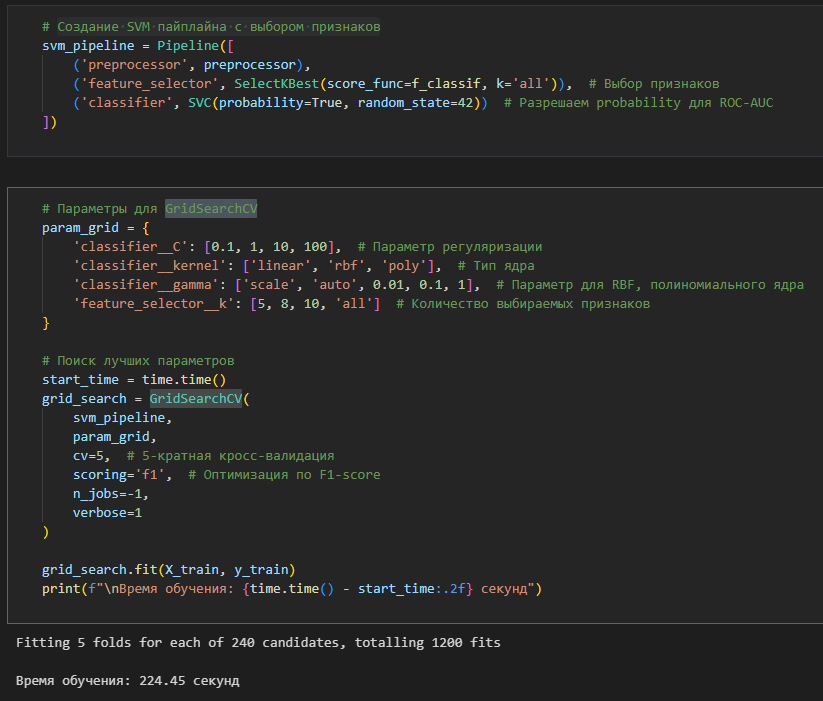 # Создание SVM пайплайна с выбором признаков
svm_pipeline = Pipeline([
    ('preprocessor', preprocessor),
    ('feature_selector', SelectKBest(score_func=f_classif, k='all')),  # Выбор признаков
    ('classifier', SVC(probability=True, random_state=42))  # Разрешаем probability для ROC-AUC
])
# Параметры для GridSearchCV
param_grid = {
    'classifier__C': [0.1, 1, 10, 100],  # Параметр регуляризации
    'classifier__kernel': ['linear', 'rbf', 'poly'],  # Тип ядра
    'classifier__gamma': ['scale', 'auto', 0.01, 0.1, 1],  # Параметр для RBF, полиномиального ядра
    'feature_selector__k': [5, 8, 10, 'all']  # Количество выбираемых признаков
}
# Поиск лучших параметров
start_time = time.time()
grid_search = GridSearchCV(
    svm_pipeline,
    param_grid,
    cv=5,  # 5-кратная кросс-валидация
    scoring='f1',  # Оптимизация по F1-score
    n_jobs=-1,
    verbose=1
)
grid_search.fit(X_train, y_train)
print(f"\nВремя обучения: {time.time() - start_time:.2f} секунд")
Fitting 5 folds for each of 240 candidates, totalling 1200 fits
Время обучения: 224.45 секунд